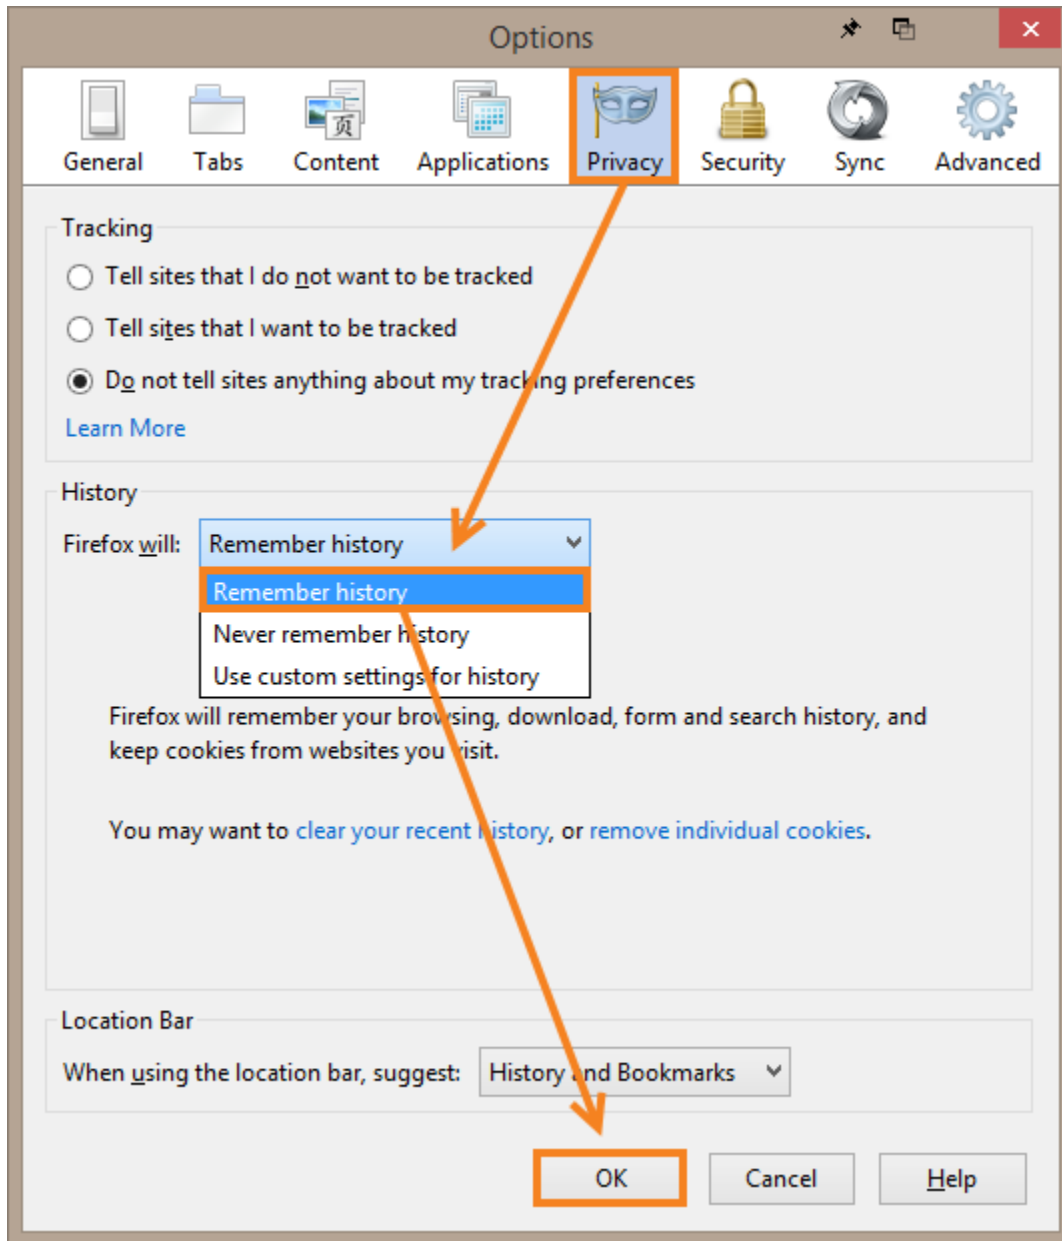 Options
General Tabs Content Applications Privacy Security Sync Advanced
页
Tracking
Tell sites that I do not want to be tracked
Tell sites that I want to be tracked
Do not tell sites anything about my tracking preferences
Learn More
History
Firefox will: Remember history
Remember history
Never remember history
Use custom settings for history
Firefox will remember your browsing, download, form and search history, and
keep cookies from websites you visit.
You may want to clear your recent history, or remove individual cookies.
Location Bar
When using the location bar, suggest: History and Bookmarks
OK Cancel Help